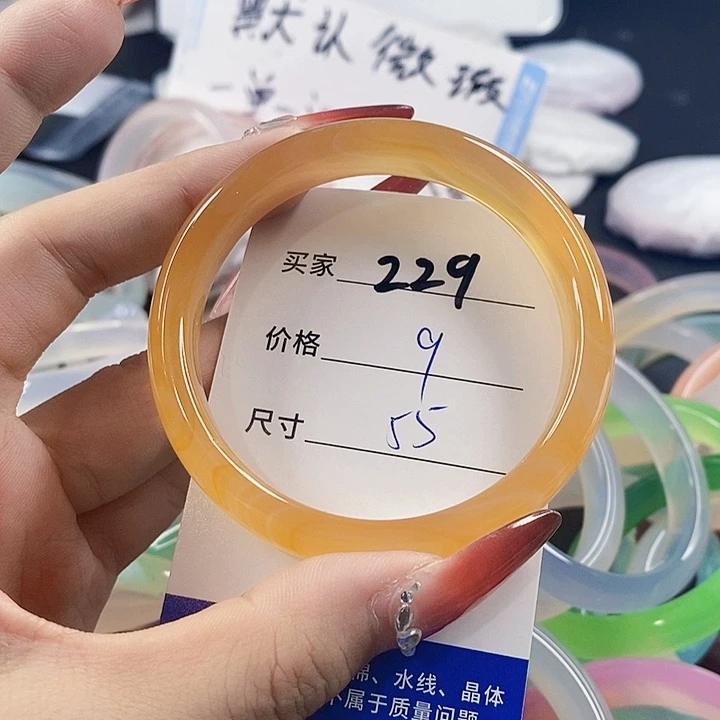 默认微瑕
买家 229
价格 9
尺寸 55
棉、水线、晶体
不属于质量问题